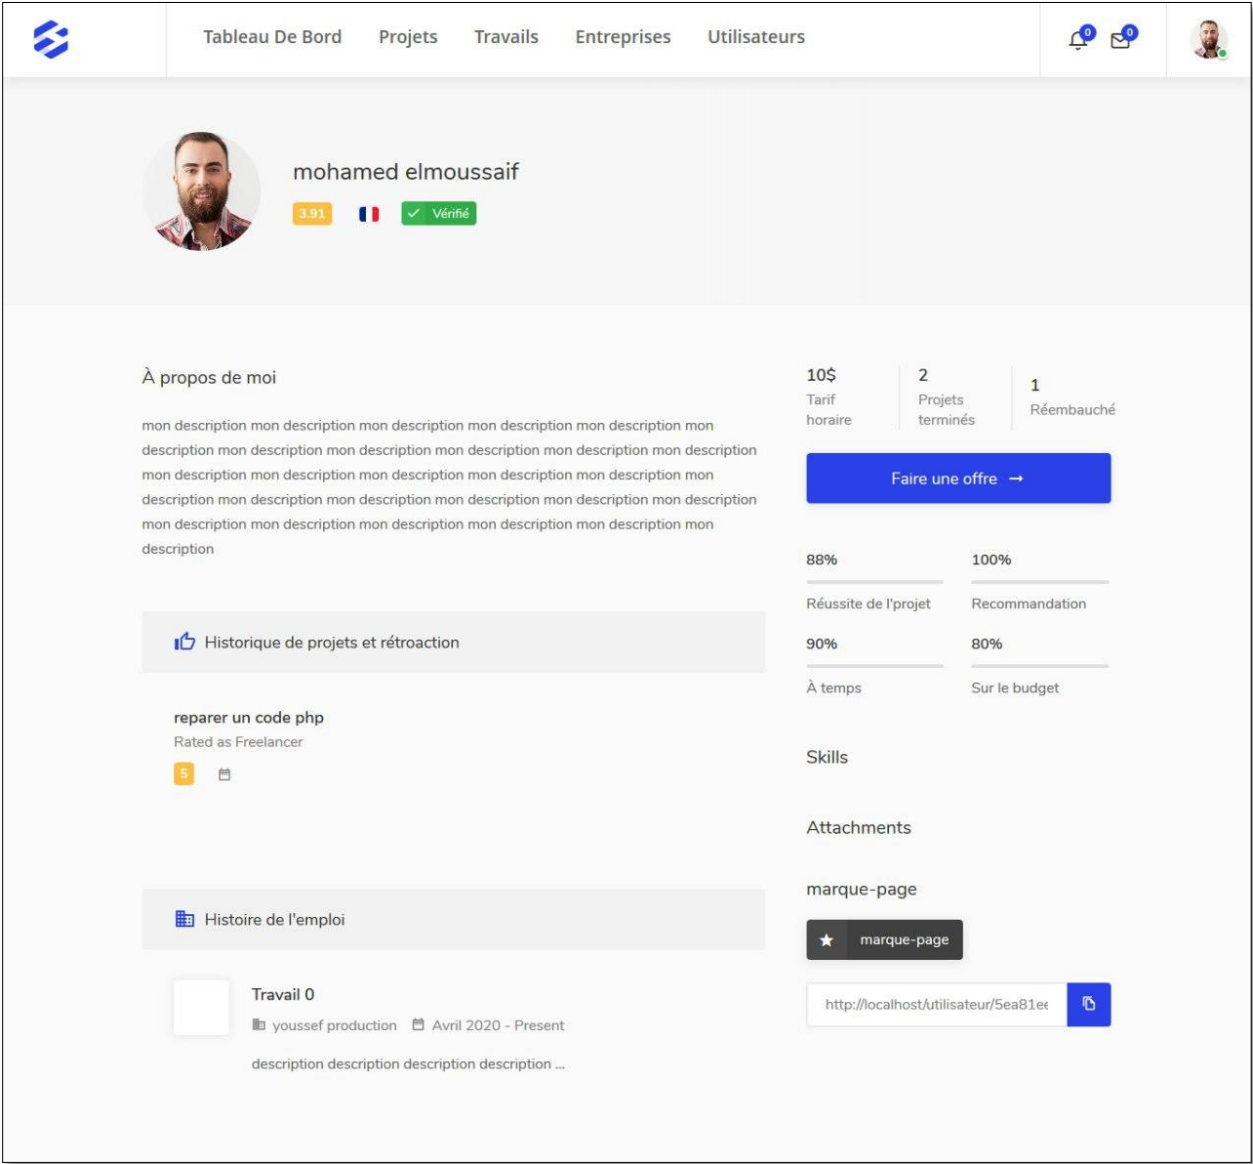 Tableau De Bord Projets Travails Entreprises Utilisateurs 0 0
mohamed elmoussaif
3.91 Vérifié
À propos de moi
mon description mon description mon description mon description mon description mon
description mon description mon description mon description mon description mon description
mon description mon description mon description mon description mon description mon
description mon description mon description mon description mon description mon description
mon description mon description mon description mon description mon description mon
description
Historique de projets et rétroaction
reparer un code php
Rated as Freelancer
5
Histoire de l'emploi
Travail 0
youssef production Avril 2020 - Present
description description description description ...
10$
Tarif
horaire
2
Projets
terminés
1
Réembauché
Faire une offre →
88% 100%
Réussite de l'projet Recommandation
90% 80%
À temps Sur le budget
Skills
Attachments
marque-page
marque-page
http://localhost/utilisateur/5ea81ee